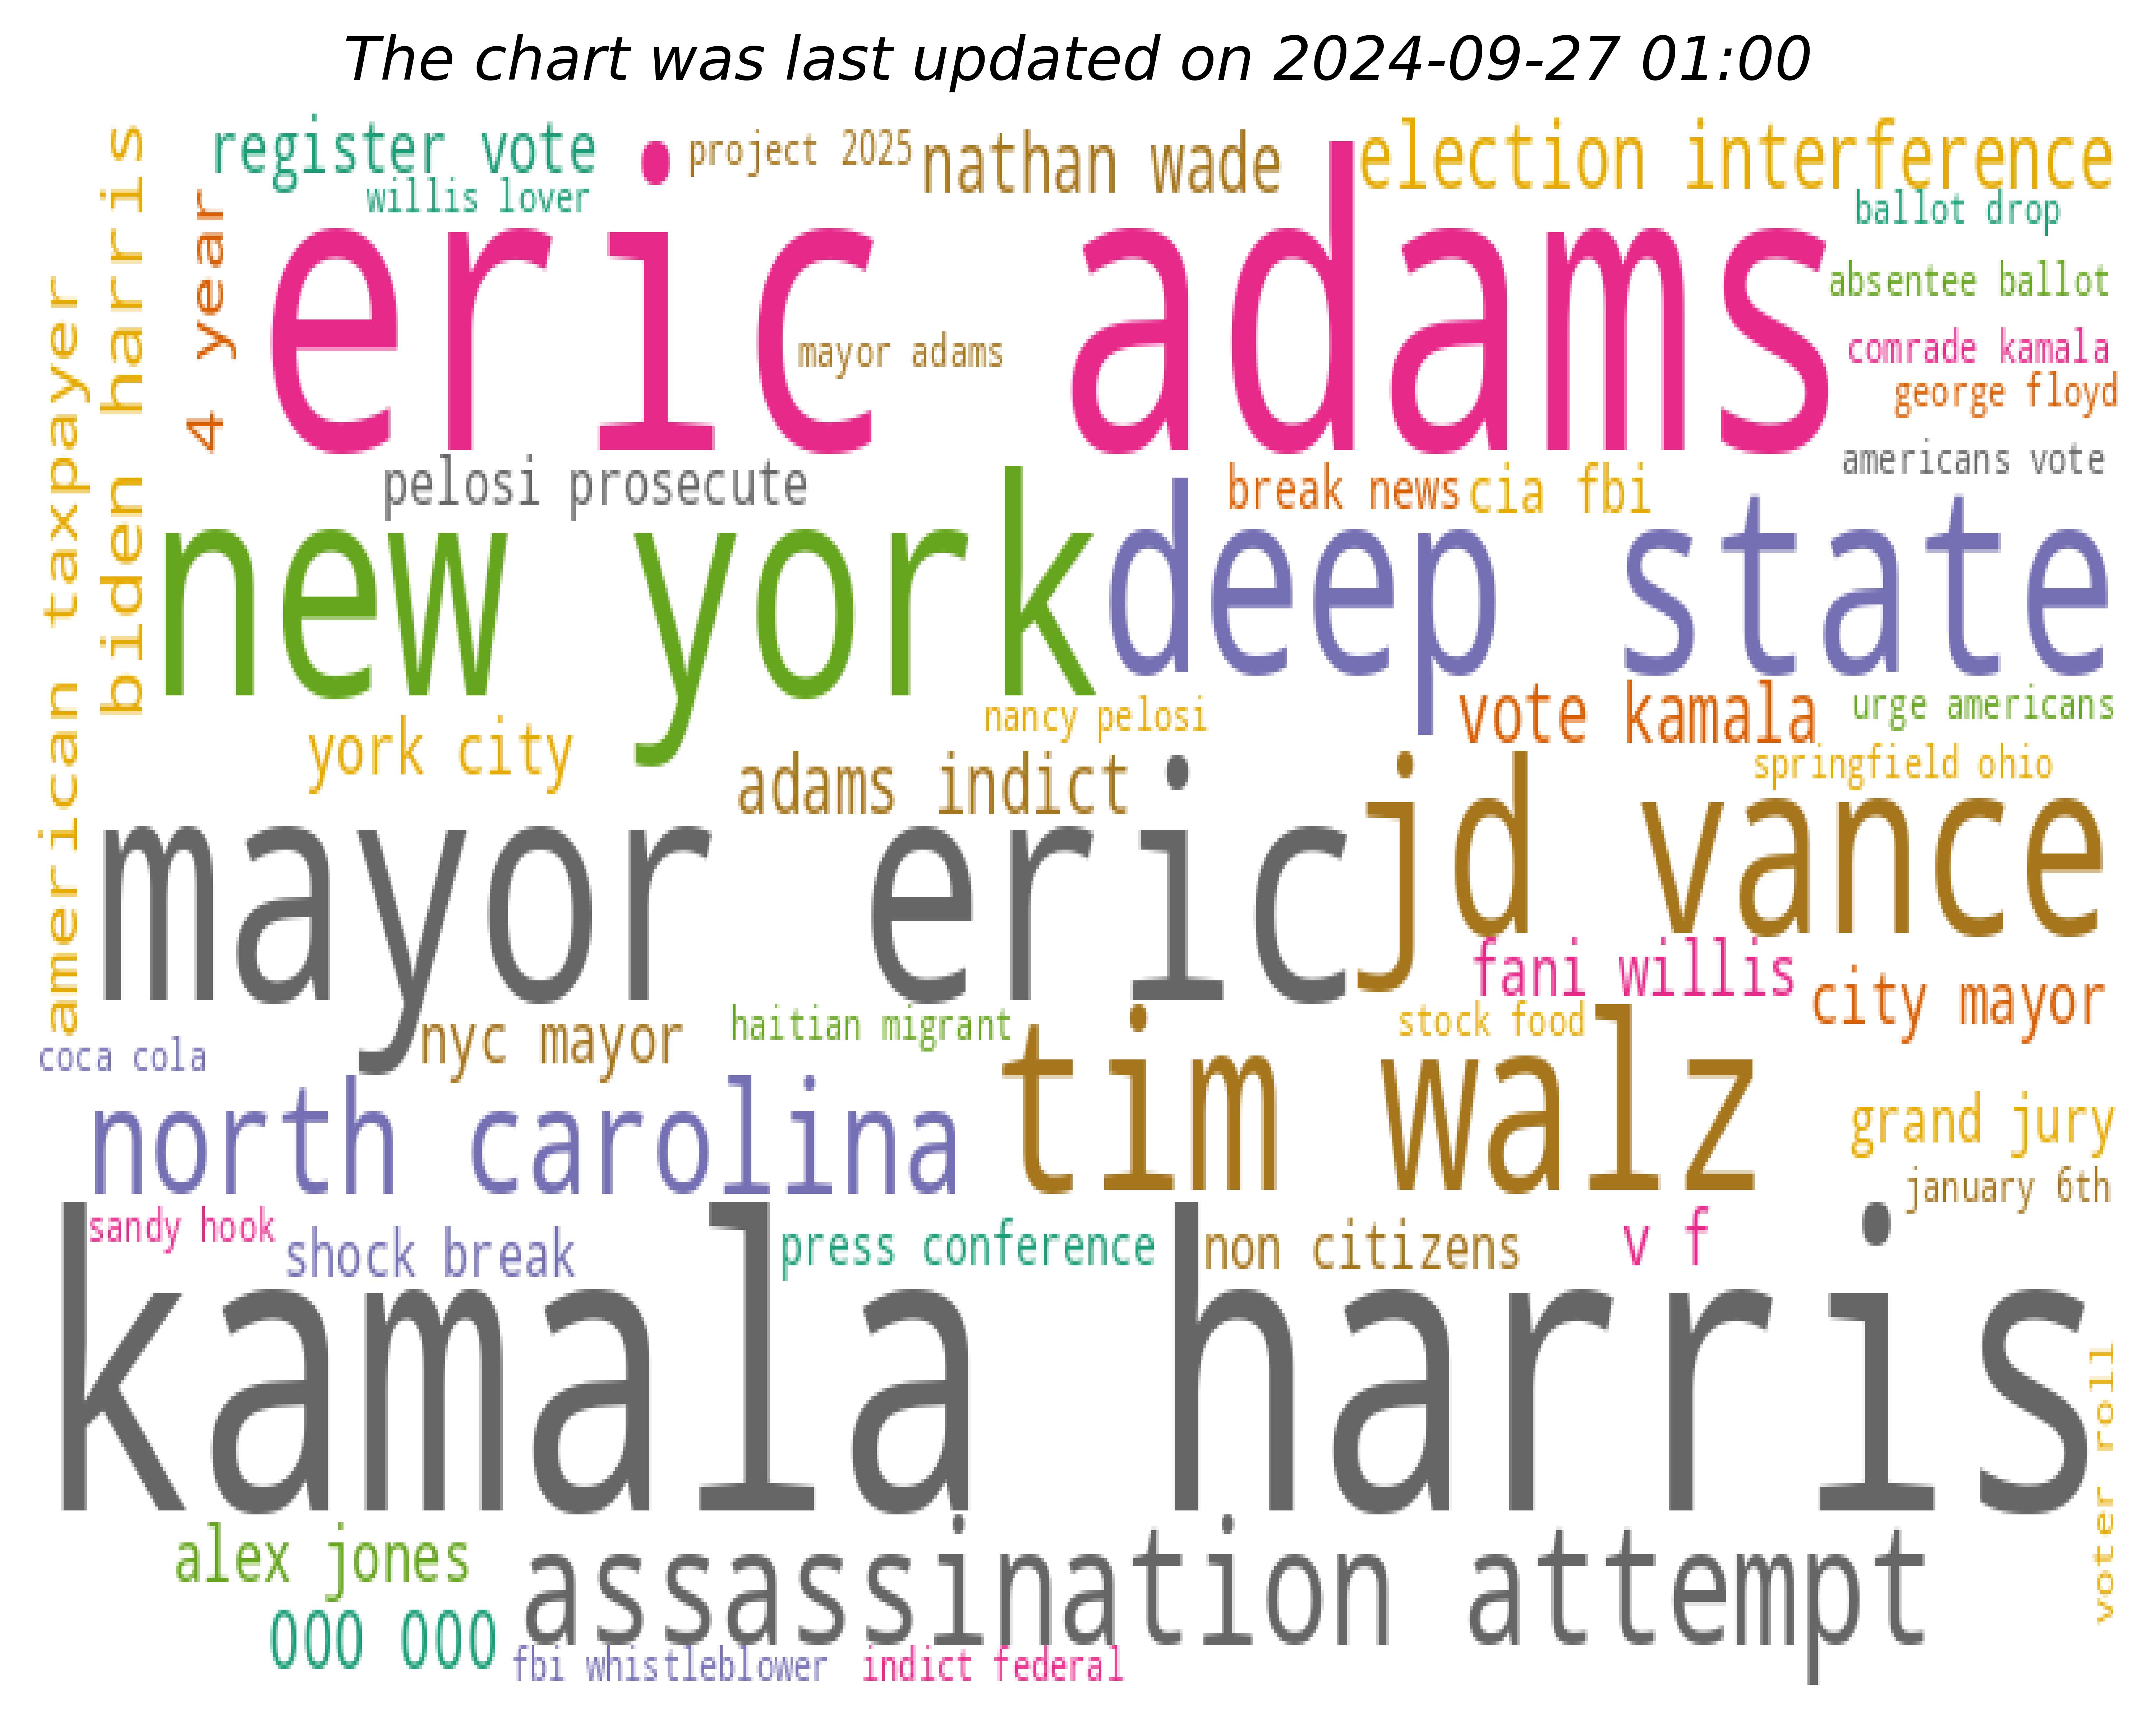 The chart was last updated on 2024-09-27 01:00
register vote
project 2025
nathan wade
election interference
willis lover
ballot drop
biden harris
4 year
eric adams
absentee ballot
mayor adams
comrade kamala
george floyd
american taxpayer
pelosi prosecute
break news
cia fbi
americans vote
new york
deep state
nancy pelosi
vote kamala
urge americans
york city
adams indict
springfield ohio
mayor eric
jd vance
fani willis
city mayor
coca cola
nyc mayor
haitian migrant
stock food
north carolina
tim walz
grand jury
january 6th
sandy hook
shock break
press conference
non citizens
v f
kamala harris
voter roll
alex jones
assassination attempt
000 000
fbi whistleblower
indict federal